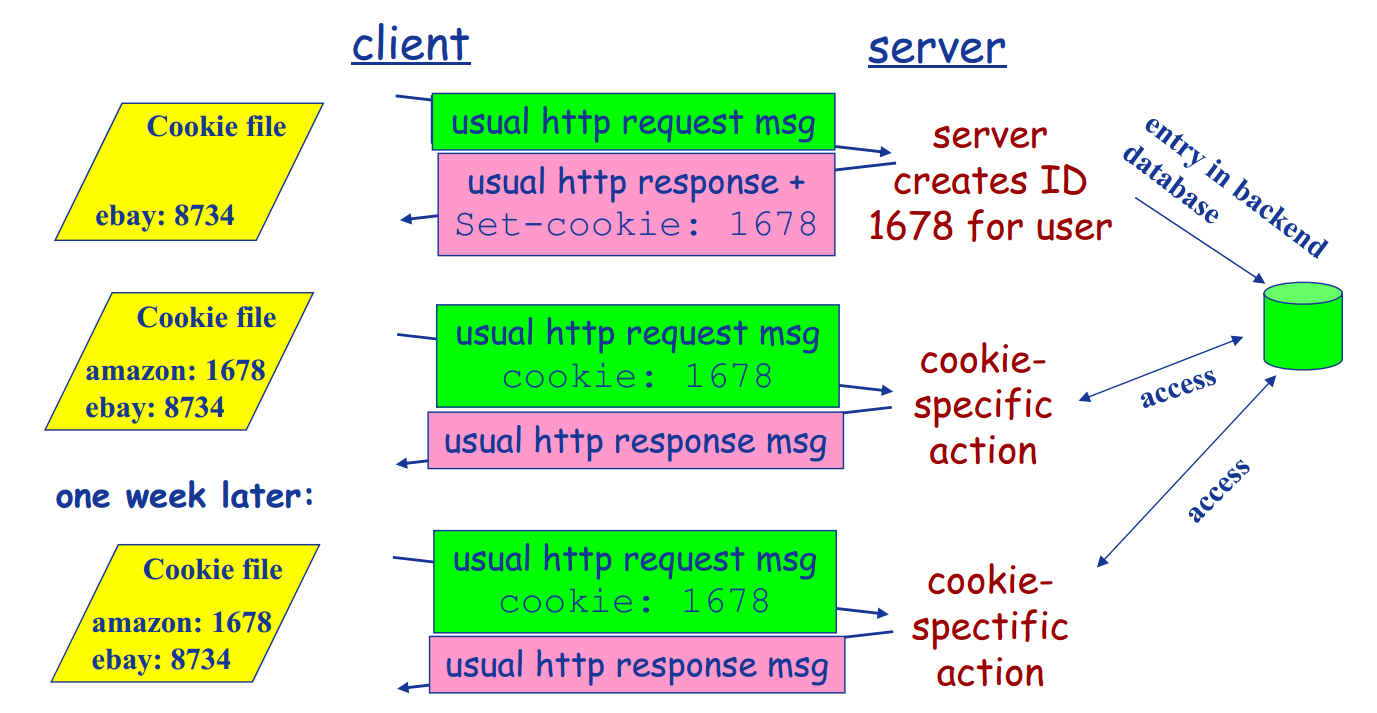 client
server
Cookie file
ebay: 8734
usual http request msg
usual http response +
Set-cookie: 1678
server
creates ID
1678 for user
entry in backend
database
Cookie file
amazon: 1678
ebay: 8734
usual http request msg
cookie: 1678
usual http response msg
cookie-
specific
action
access
one week later:
access
Cookie file
amazon: 1678
ebay: 8734
usual http request msg
cookie: 1678
usual http response msg
cookie-
spectific
action